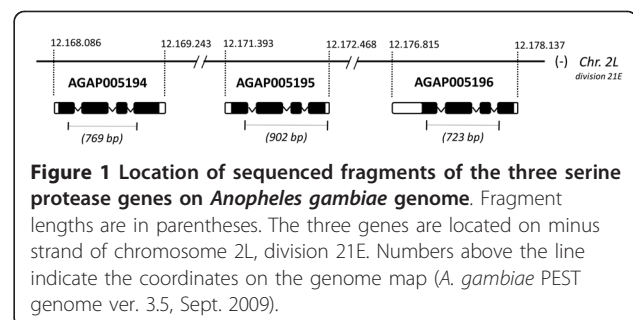 12.168.086 12.169.243 12.171.393 12.172.468 12.176.815 12.178.137
(-) Chr. 2L
division 21E
AGAP005194 AGAP005195 AGAP005196
(769 bp) (902 bp) (723 bp)
Figure 1 Location of sequenced fragments of the three serine
protease genes on Anopheles gambiae genome. Fragment
lengths are in parentheses. The three genes are located on minus
strand of chromosome 2L, division 21E. Numbers above the line
indicate the coordinates on the genome map (A. gambiae PEST
genome ver. 3.5, Sept. 2009).